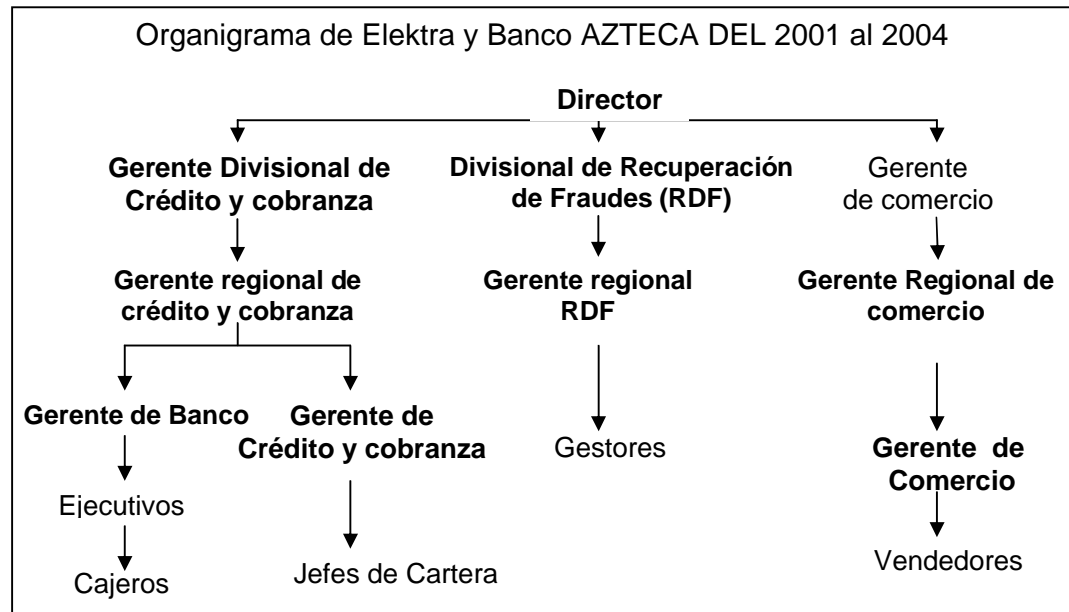 Organigrama de Elektra y Banco AZTECA DEL 2001 al 2004
Director
Gerente Divisional de
Crédito y cobranza
Divisional de Recuperación
de Fraudes (RDF)
Gerente
de comercio
Gerente regional de
crédito y cobranza
Gerente regional
RDF
Gerente Regional de
comercio
Gerente de Banco
Gerente de
Crédito y cobranza
Gestores
Gerente de
Comercio
Ejecutivos
Cajeros
Jefes de Cartera
Vendedores